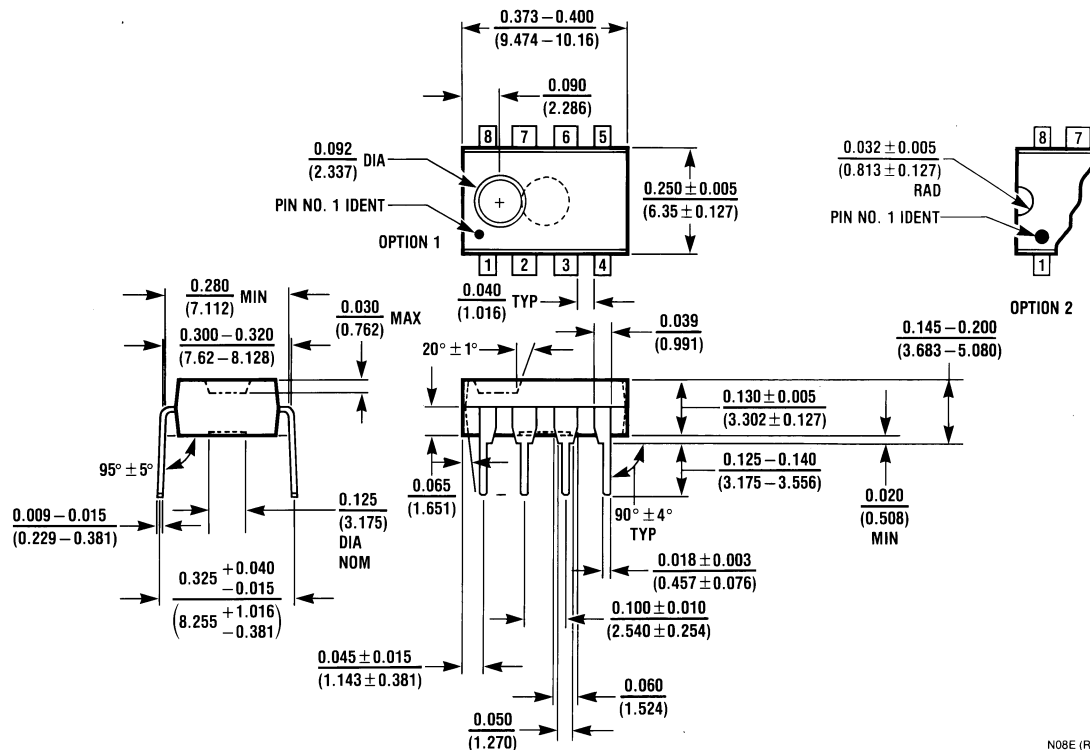 0.373 – 0.400
(9.474 – 10.16)
0.090
(2.286)
8 7 6 5
0.092 DIA
(2.337)
PIN NO. 1 IDENT
OPTION 1
0.250 ± 0.005
(6.35 ± 0.127)
1 2 3 4
8 7
0.032 ± 0.005
(0.813 ± 0.127)
RAD
PIN NO. 1 IDENT
1
OPTION 2
0.280 MIN
(7.112)
0.030 MAX
(0.762)
0.300 – 0.320
(7.62 – 8.128)
0.040 TYP
(1.016)
0.039
(0.991)
0.145 – 0.200
(3.683 – 5.080)
20° ± 1°
0.130 ± 0.005
(3.302 ± 0.127)
95° ± 5°
0.065
(1.651)
0.125 – 0.140
(3.175 – 3.556)
0.020
(0.508)
MIN
90° ± 4°
TYP
0.009 – 0.015
(0.229 – 0.381)
0.125
(3.175)
DIA
NOM
0.018 ± 0.003
(0.457 ± 0.076)
0.325 +0.040
–0.015
(8.255 +1.016
–0.381)
0.100 ± 0.010
(2.540 ± 0.254)
0.045 ± 0.015
(1.143 ± 0.381)
0.060
(1.524)
0.050
(1.270)
N08E (R